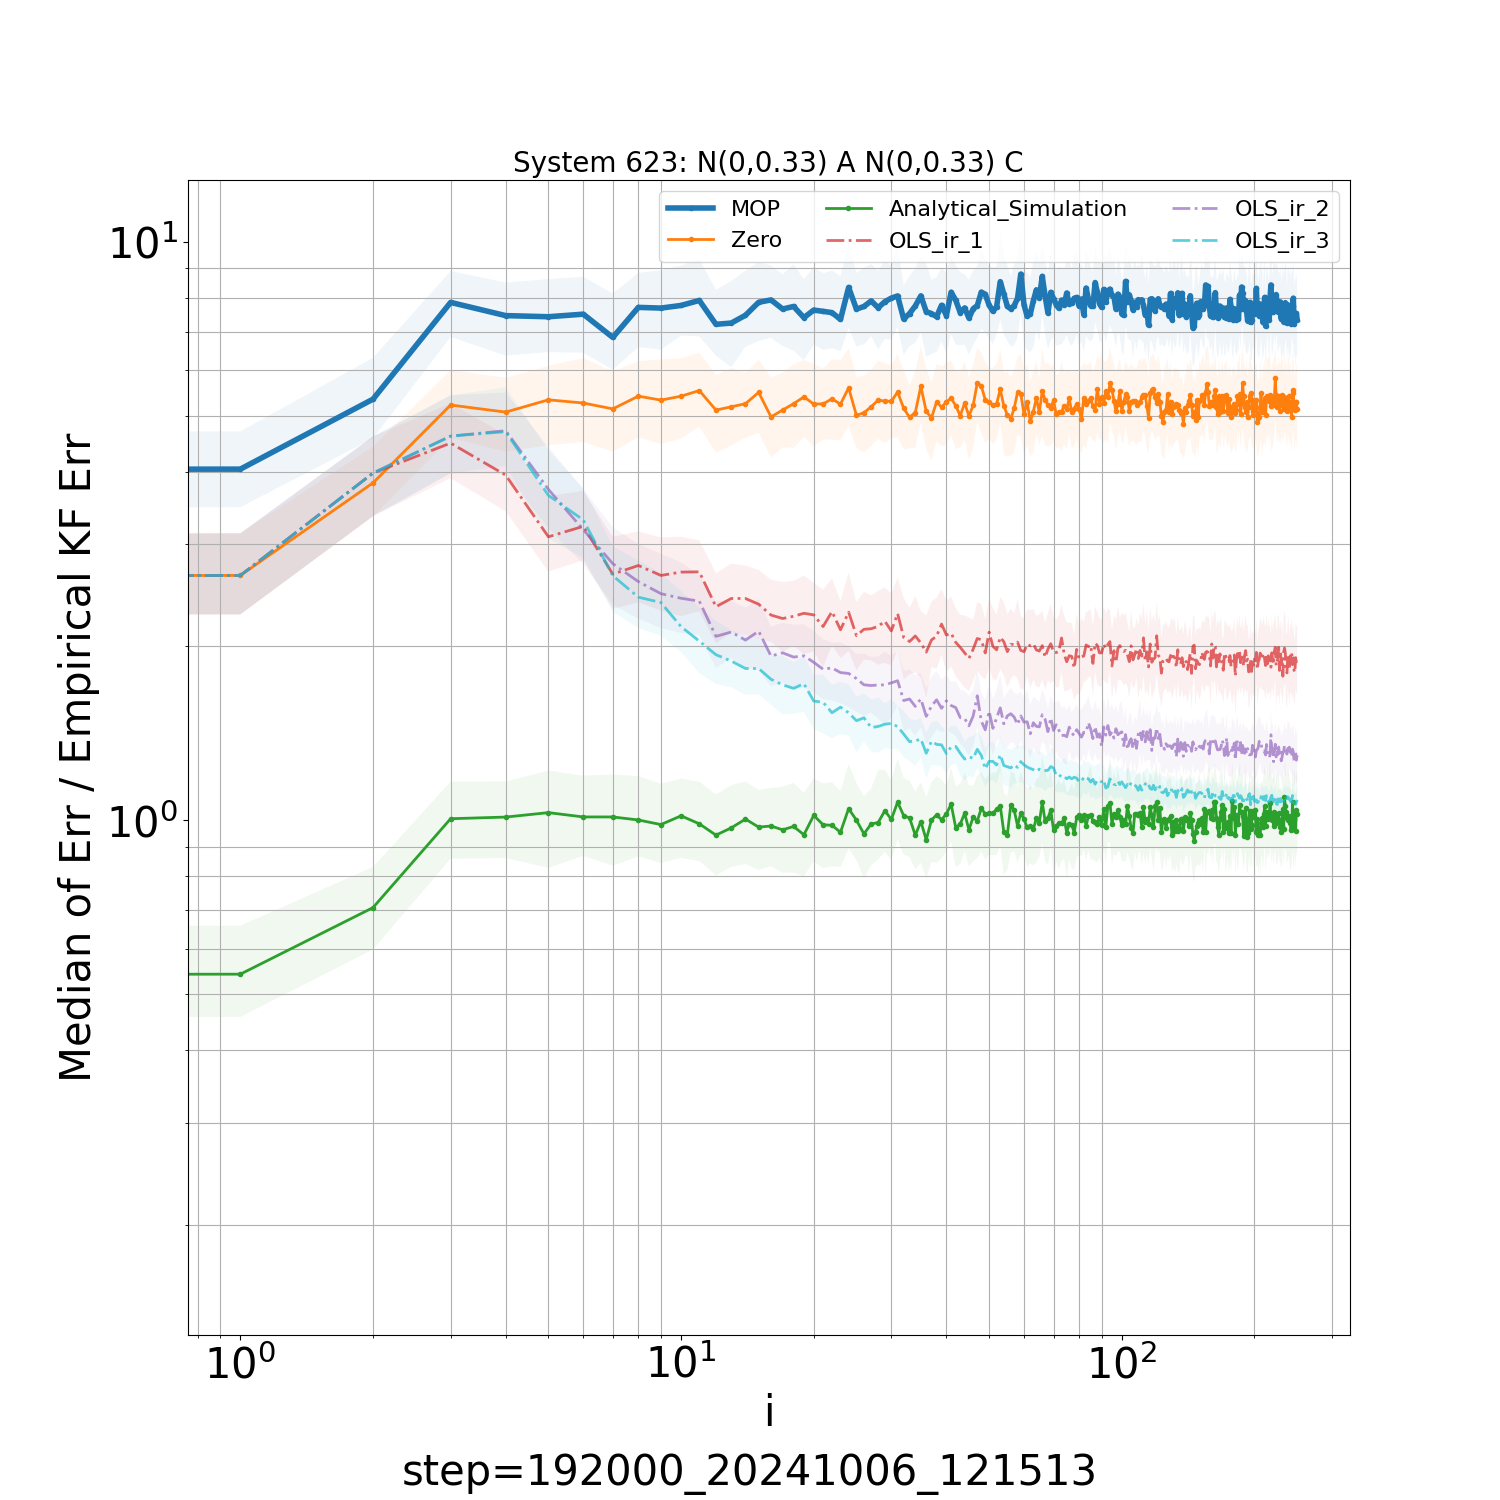 System 623: N(0,0.33) A N(0,0.33) C
MOP
Zero
Analytical_Simulation
OLS_ir_1
OLS_ir_2
OLS_ir_3
Median of Err / Empirical KF Err
10¹
10⁰
10⁰ 10¹ 10²
i
step=192000_20241006_121513